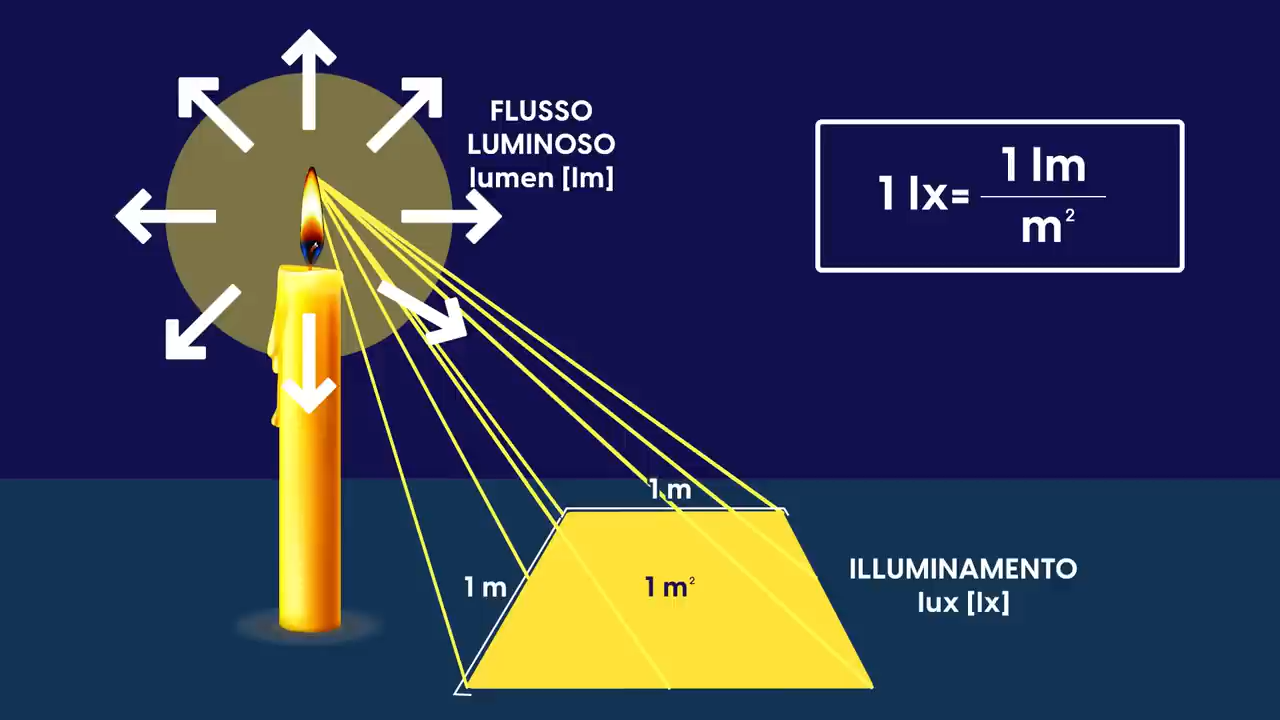 FLUSSO
LUMINOSO
lumen [lm]
1 lx= 1 lm
m²
1 m
1 m
1 m²
ILLUMINAMENTO
lux [lx]